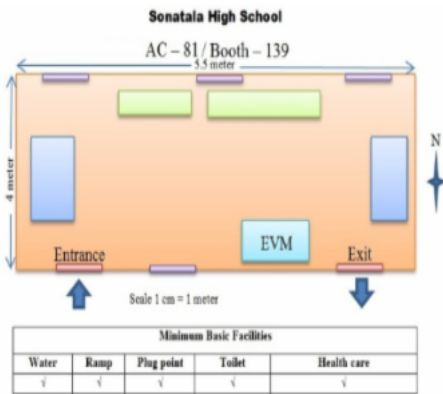 Sonatala High School
AC – 81 / Booth – 139
5.5 meter
4 meter
N
EVM
Entrance
Exit
Scale 1 cm = 1 meter
Minimum Basic Facilities
Water Ramp Plug point Toilet Health care
√ √ √ √ √